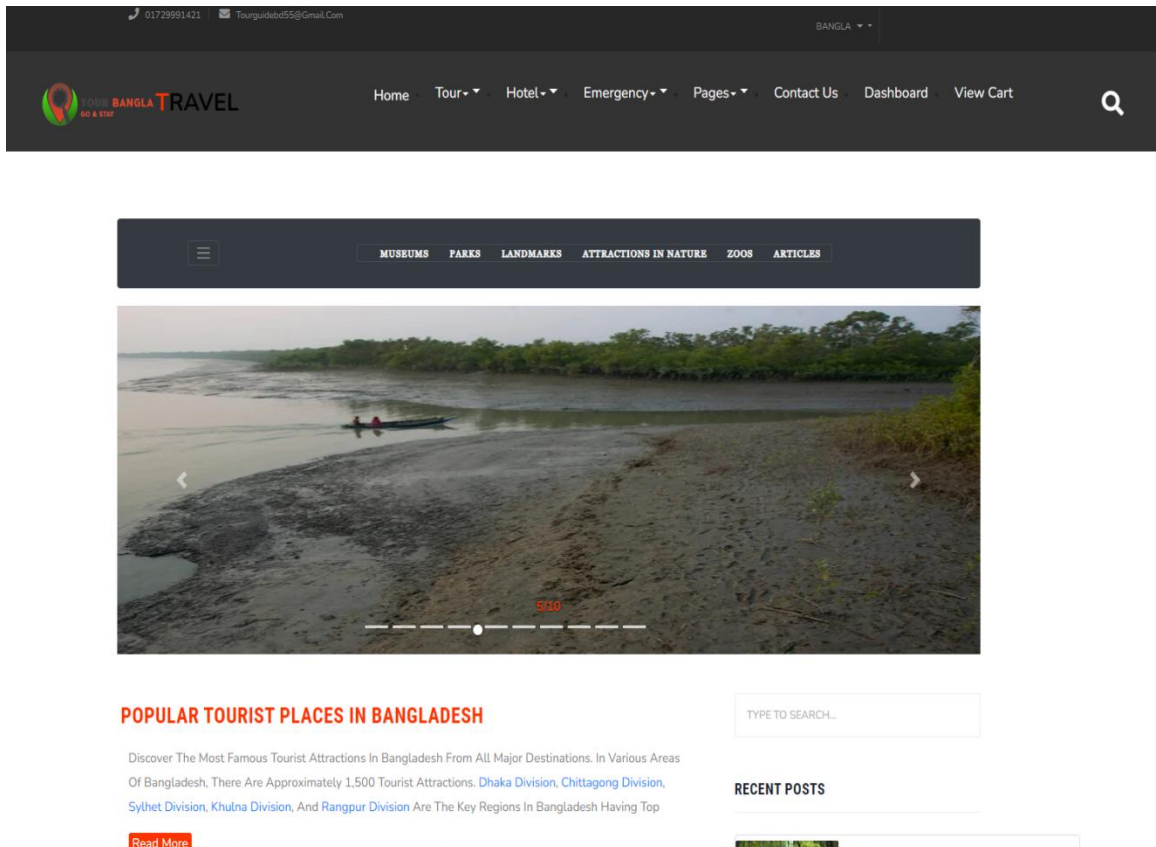 01729991421 Tourguidebd55@Gmail.Com
BANGLA
TOUR BANGLA TRAVEL
GO & STAY
Home Tour Hotel Emergency Pages Contact Us Dashboard View Cart
MUSEUMS PARKS LANDMARKS ATTRACTIONS IN NATURE ZOOS ARTICLES
5/10
POPULAR TOURIST PLACES IN BANGLADESH
TYPE TO SEARCH...
Discover The Most Famous Tourist Attractions In Bangladesh From All Major Destinations. In Various Areas
Of Bangladesh, There Are Approximately 1,500 Tourist Attractions. Dhaka Division, Chittagong Division,
Sylhet Division, Khulna Division, And Rangpur Division Are The Key Regions In Bangladesh Having Top
Read More
RECENT POSTS